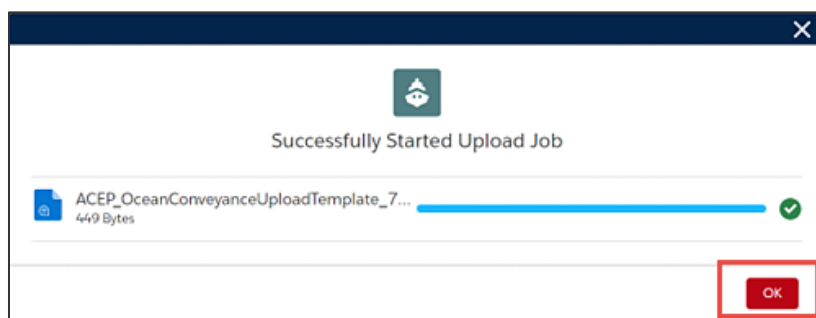 Successfully Started Upload Job
ACEP_OceanConveyanceUploadTemplate_7...
449 Bytes
OK